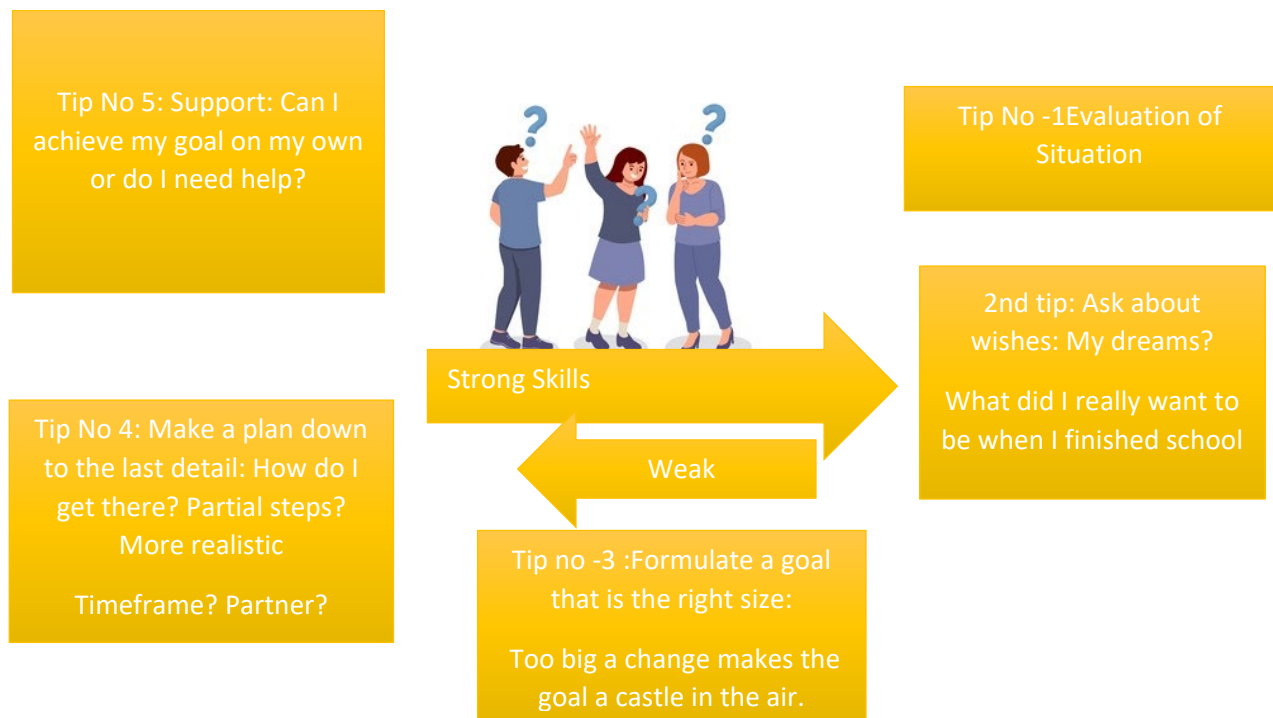 Tip No 5: Support: Can I
achieve my goal on my own
or do I need help?
Tip No -1Evaluation of
Situation
2nd tip: Ask about
wishes: My dreams?
What did I really want to
be when I finished school
Strong Skills
Weak
Tip No 4: Make a plan down
to the last detail: How do I
get there? Partial steps?
More realistic
Timeframe? Partner?
Tip no -3 :Formulate a goal
that is the right size:
Too big a change makes the
goal a castle in the air.